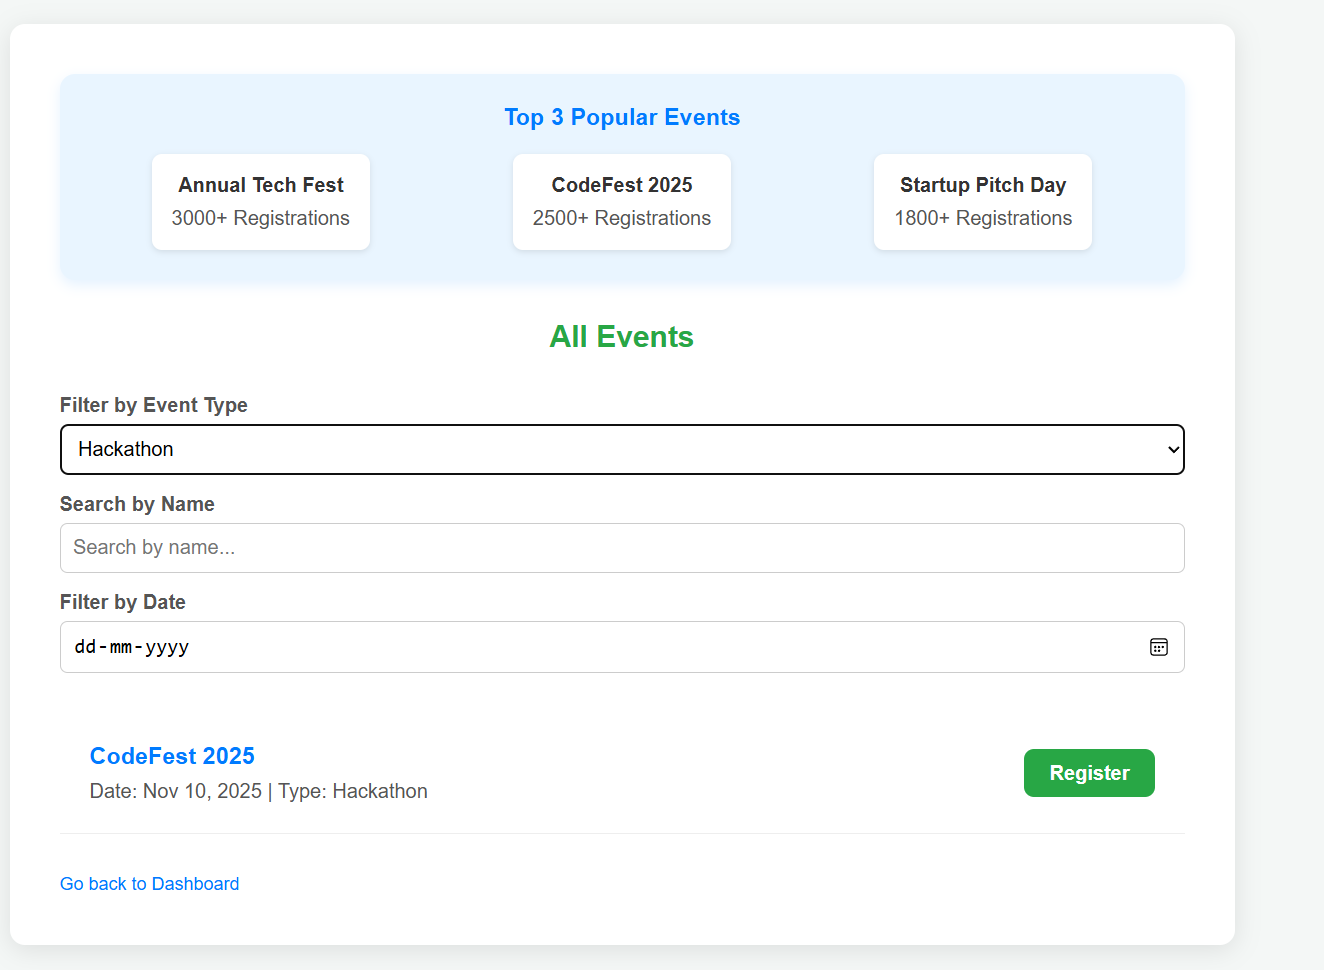 Top 3 Popular Events
Annual Tech Fest
3000+ Registrations
CodeFest 2025
2500+ Registrations
Startup Pitch Day
1800+ Registrations
All Events
Filter by Event Type
Hackathon
Search by Name
Search by name...
Filter by Date
dd-mm-yyyy
CodeFest 2025
Date: Nov 10, 2025 | Type: Hackathon
Register
Go back to Dashboard